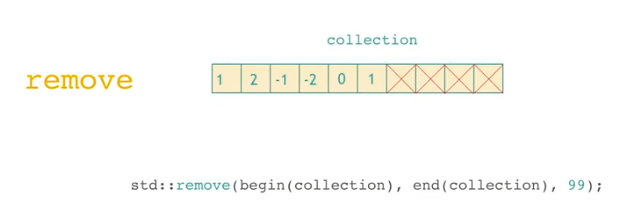 collection
remove
1 2 -1 -2 0 1
std::remove(begin(collection), end(collection), 99);